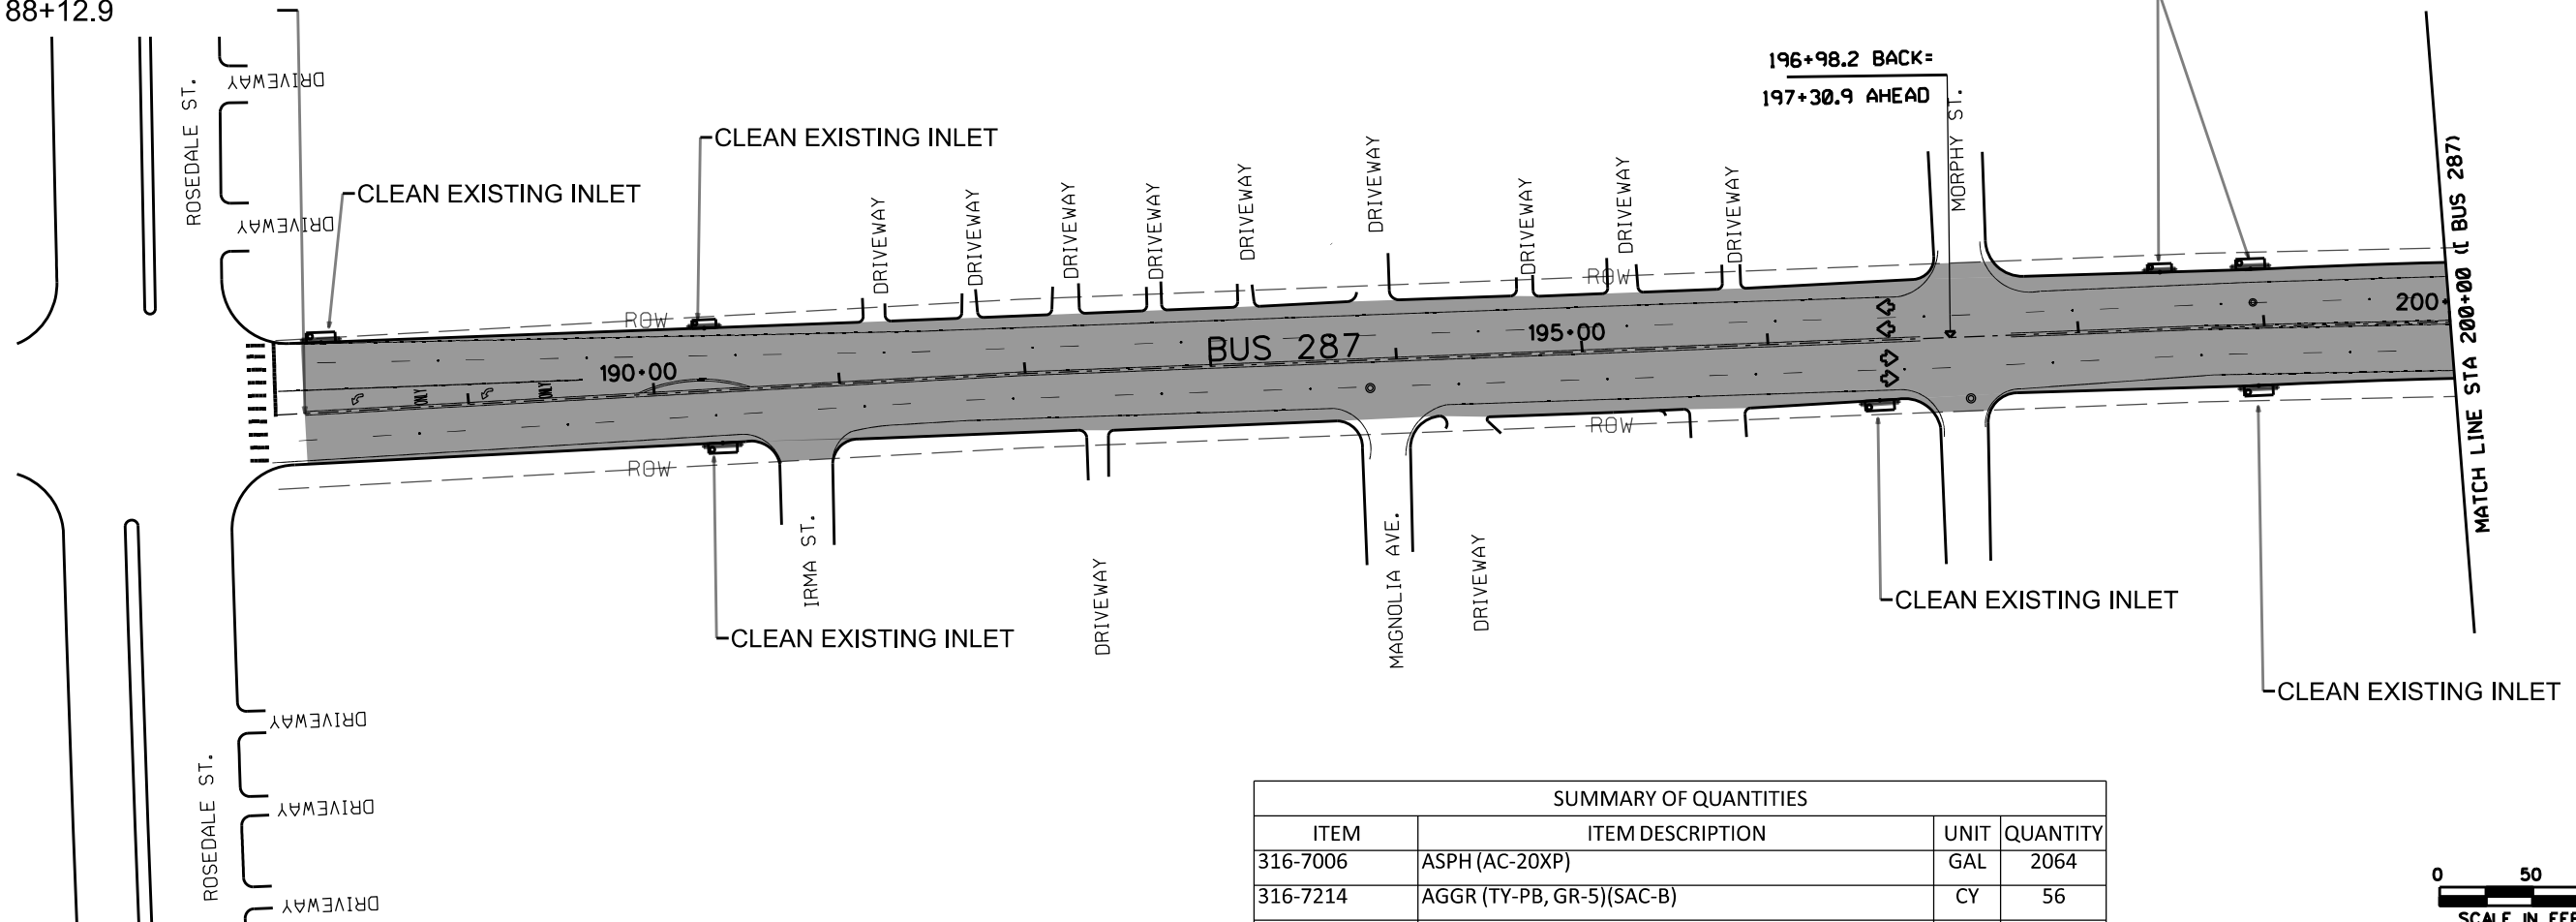 88+12.9
ROSEDALE ST.
DRIVEWAY
DRIVEWAY
CLEAN EXISTING INLET
CLEAN EXISTING INLET
DRIVEWAY
DRIVEWAY
DRIVEWAY
DRIVEWAY
DRIVEWAY
DRIVEWAY
DRIVEWAY
DRIVEWAY
DRIVEWAY
196+98.2 BACK=
197+30.9 AHEAD
MORPHY ST.
MATCH LINE STA 200+00 (℄ BUS 287)
ROW
ROW
190+00
BUS 287
195+00
200+
ONLY
ONLY
ROW
ROW
IRMA ST.
DRIVEWAY
MAGNOLIA AVE.
DRIVEWAY
CLEAN EXISTING INLET
CLEAN EXISTING INLET
CLEAN EXISTING INLET
ROSEDALE ST.
DRIVEWAY
DRIVEWAY
DRIVEWAY
SUMMARY OF QUANTITIES
ITEM ITEM DESCRIPTION UNIT QUANTITY
316-7006 ASPH (AC-20XP) GAL 2064
316-7214 AGGR (TY-PB, GR-5)(SAC-B) CY 56
0 50
SCALE IN